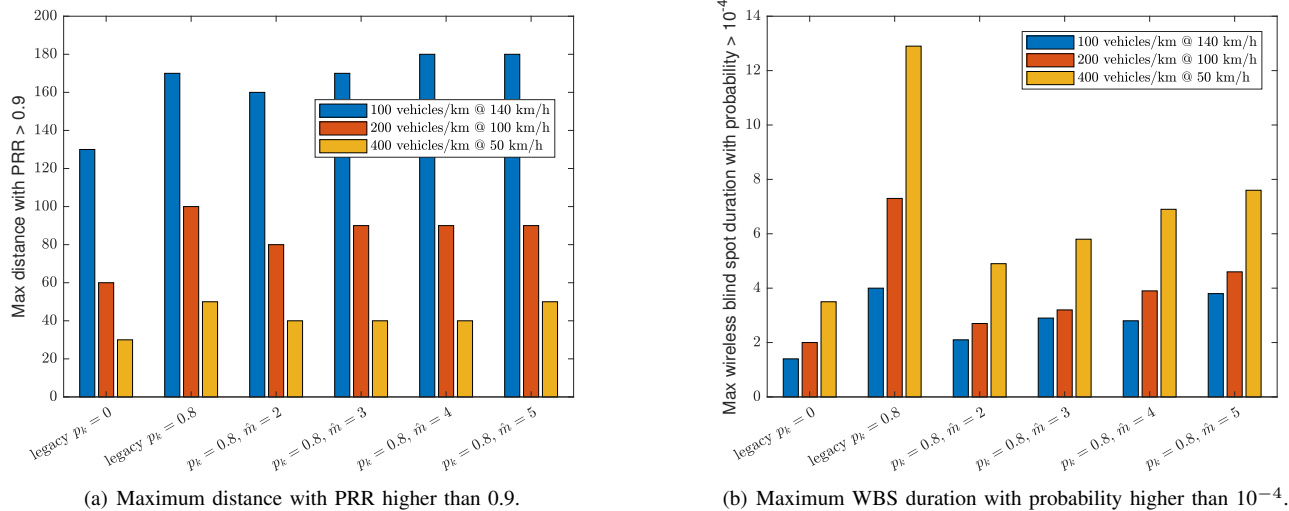 Max distance with PRR > 0.9
200
180
160
140
120
100
80
60
40
20
0
100 vehicles/km @ 140 km/h
200 vehicles/km @ 100 km/h
400 vehicles/km @ 50 km/h
legacy p_k = 0
legacy p_k = 0.8
p_k = 0.8, m̂ = 2
p_k = 0.8, m̂ = 3
p_k = 0.8, m̂ = 4
p_k = 0.8, m̂ = 5
(a) Maximum distance with PRR higher than 0.9.
Max wireless blind spot duration with probability > 10⁻⁴
14
12
10
8
6
4
2
0
100 vehicles/km @ 140 km/h
200 vehicles/km @ 100 km/h
400 vehicles/km @ 50 km/h
legacy p_k = 0
legacy p_k = 0.8
p_k = 0.8, m̂ = 2
p_k = 0.8, m̂ = 3
p_k = 0.8, m̂ = 4
p_k = 0.8, m̂ = 5
(b) Maximum WBS duration with probability higher than 10⁻⁴.